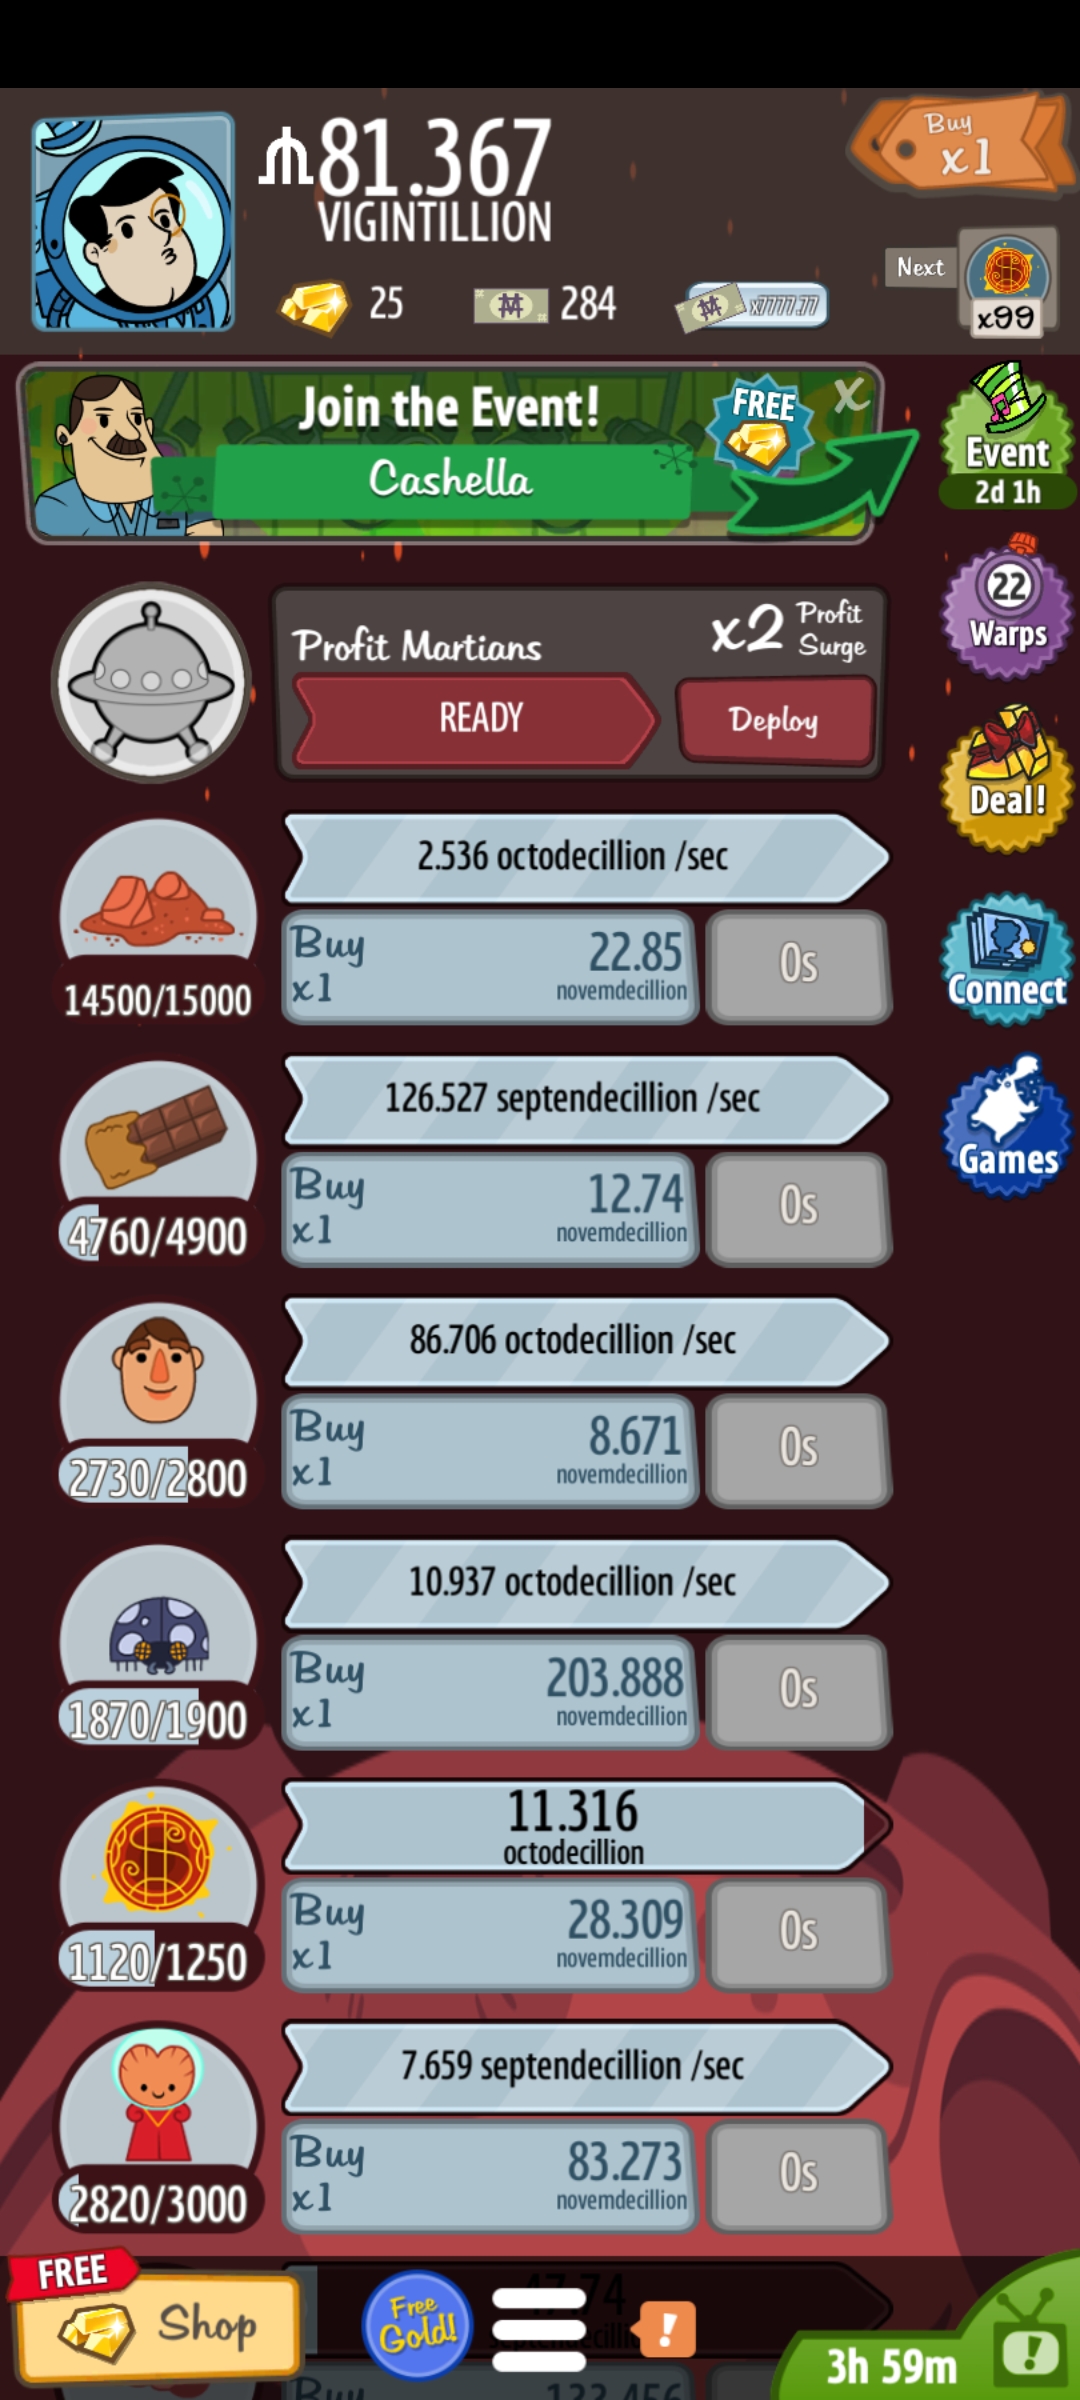 81.367
VIGINTILLION
Buy
x1
25
284
x7777.77
Next
x99
Join the Event!
FREE
X
Cashella
Event
2d 1h
22
Warps
Profit Martians
x2 Profit Surge
READY
Deploy
Deal!
2.536 octodecillion /sec
Buy x1
22.85
novemdecillion
0s
14500/15000
Connect
126.527 septendecillion /sec
Buy x1
12.74
novemdecillion
0s
4760/4900
Games
86.706 octodecillion /sec
Buy x1
8.671
novemdecillion
0s
2730/2800
10.937 octodecillion /sec
Buy x1
203.888
novemdecillion
0s
1870/1900
11.316
octodecillion
Buy x1
28.309
novemdecillion
0s
1120/1250
7.659 septendecillion /sec
Buy x1
83.273
novemdecillion
0s
2820/3000
FREE
Shop
Free Gold!
47.74
!
3h 59m
!
Buy
133.456